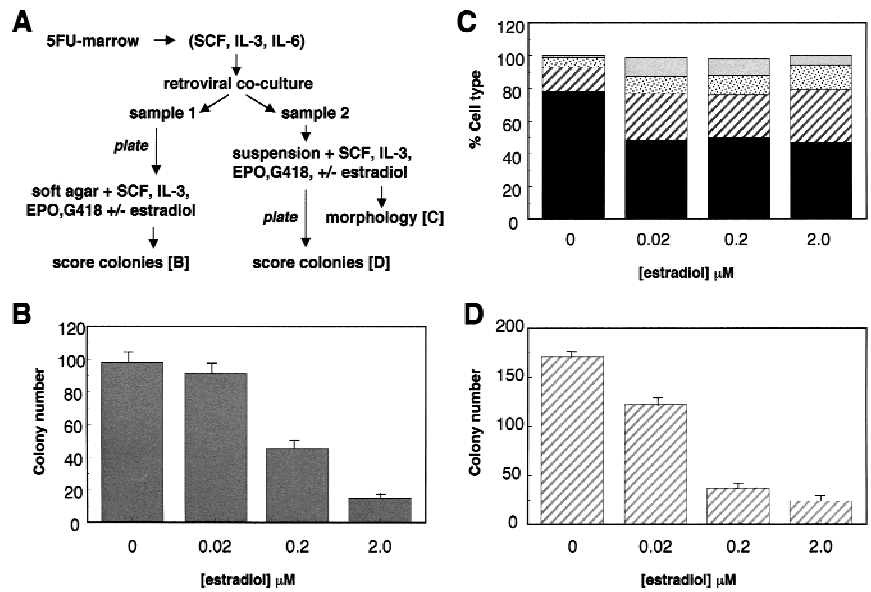 A
5FU-marrow (SCF, IL-3, IL-6)
retroviral co-culture
sample 1 sample 2
plate
soft agar + SCF, IL-3,
EPO,G418 +/- estradiol
score colonies [B]
suspension + SCF, IL-3,
EPO,G418, +/- estradiol
plate
morphology [C]
score colonies [D]
C
% Cell type
120
100
80
60
40
20
0
0 0.02 0.2 2.0
[estradiol] µM
B
Colony number
120
100
80
60
40
20
0
0 0.02 0.2 2.0
[estradiol] µM
D
Colony number
200
150
100
50
0
0 0.02 0.2 2.0
[estradiol] µM